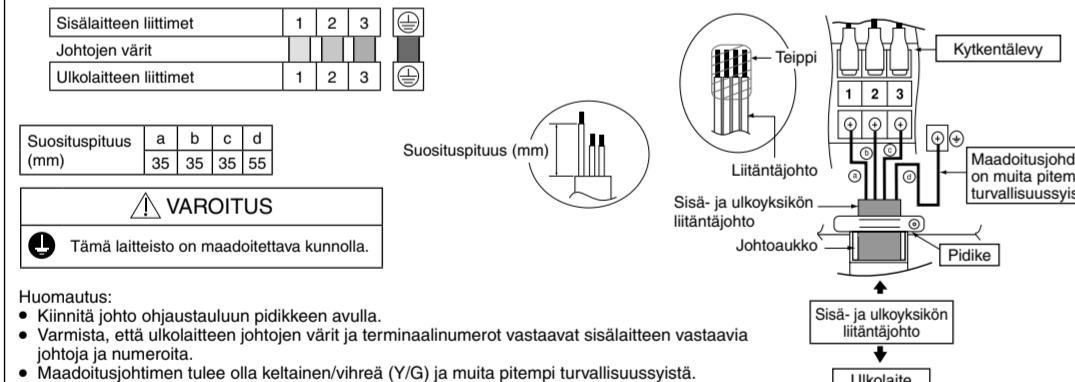 Sisälaitteen liittimet 1 2 3
Johtojen värit
Ulkolaitteen liittimet 1 2 3
Suosituspituus (mm) a b c d
35 35 35 55
VAROITUS
Tämä laitteisto on maadoitettava kunnolla.
Suosituspituus (mm)
Teippi
Liitäntäjohto
Kytkentälevy
1 2 3
a b c d
Maadoitusjohd
on muita pitemp
turvallisuussyis
Sisä- ja ulkoyksikön
liitäntäjohto
Johtoaukko
Pidike
Sisä- ja ulkoyksikön
liitäntäjohto
Ulkolaite
Huomautus:
• Kiinnitä johto ohjaustauluun pidikkeen avulla.
• Varmista, että ulkolaitteen johtojen värit ja terminaalinumerot vastaavat sisälaitteen vastaavia
johtoja ja numeroita.
• Maadoitusjohtimen tulee olla keltainen/vihreä (Y/G) ja muita pitempi turvallisuussyistä.